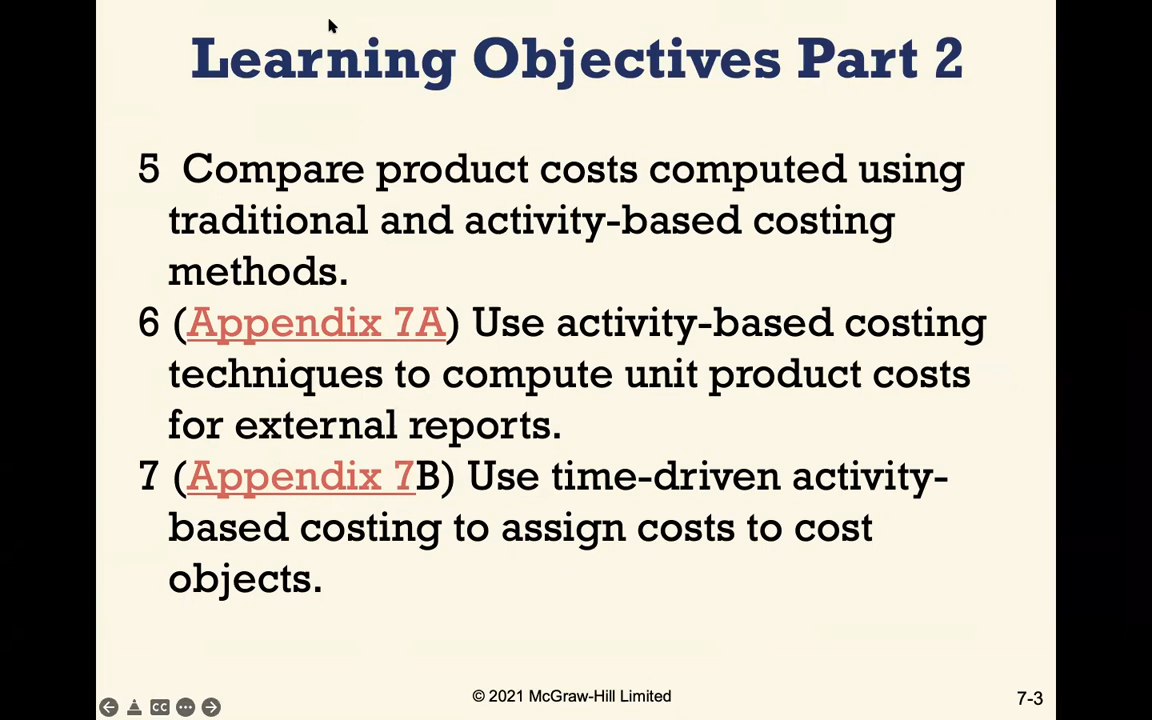 Learning Objectives Part 2
5 Compare product costs computed using
traditional and activity-based costing
methods.
6 (Appendix 7A) Use activity-based costing
techniques to compute unit product costs
for external reports.
7 (Appendix 7B) Use time-driven activity-
based costing to assign costs to cost
objects.
CC
© 2021 McGraw-Hill Limited
7-3